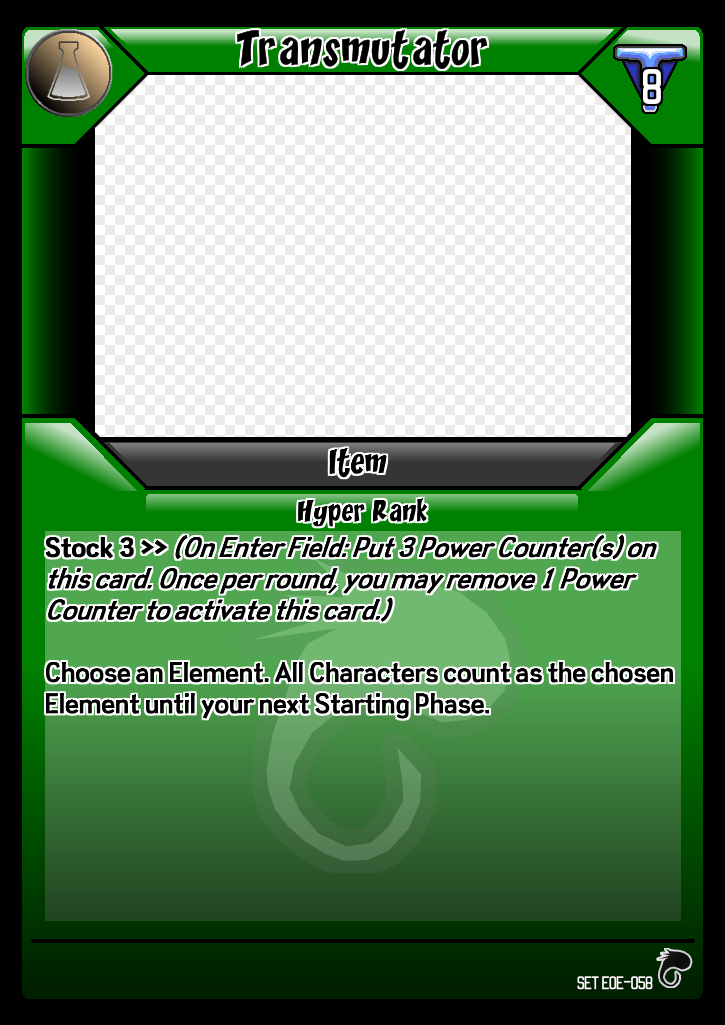 Transmutator
8
Item
Hyper Rank
Stock 3 >> (On Enter Field: Put 3 Power Counter(s) on
this card. Once per round, you may remove 1 Power
Counter to activate this card.)
Choose an Element. All Characters count as the chosen
Element until your next Starting Phase.
SET EOE-058